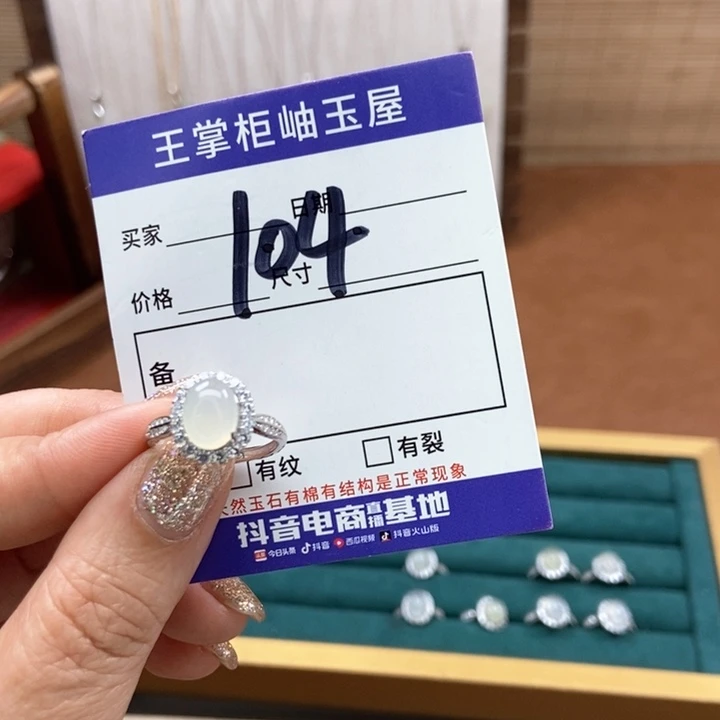 王掌柜岫玉屋
买家 日期
104
价格 尺寸
备
有纹 有裂
然玉石有棉有结构是正常现象
抖音电商直播基地
今日头条 抖音 西瓜视频 抖音火山版